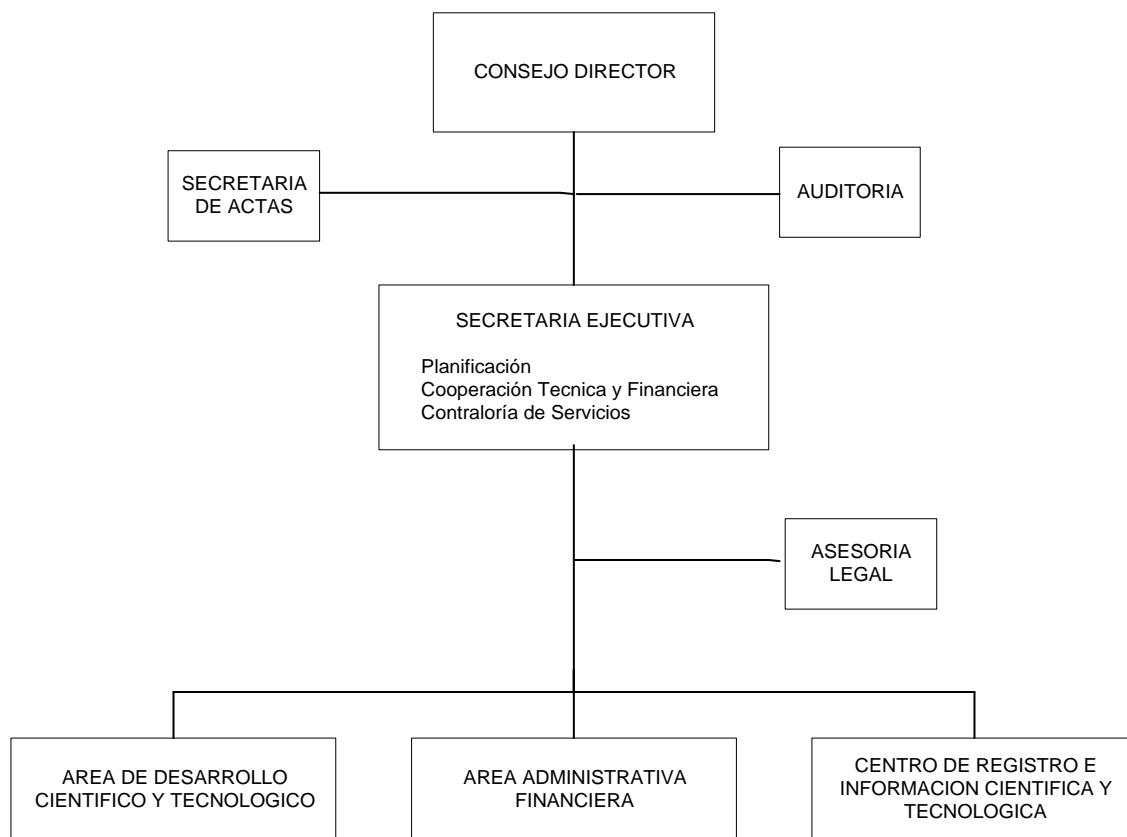 CONSEJO DIRECTOR
SECRETARIA
DE ACTAS
AUDITORIA
SECRETARIA EJECUTIVA
Planificación
Cooperación Tecnica y Financiera
Contraloría de Servicios
ASESORIA
LEGAL
AREA DE DESARROLLO
CIENTIFICO Y TECNOLOGICO
AREA ADMINISTRATIVA
FINANCIERA
CENTRO DE REGISTRO E
INFORMACION CIENTIFICA Y
TECNOLOGICA